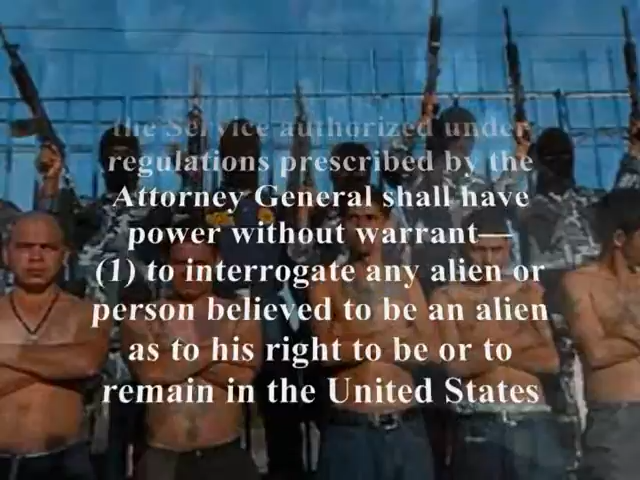 the Service authorized under
regulations prescribed by the
Attorney General shall have
power without warrant—
(1) to interrogate any alien or
person believed to be an alien
as to his right to be or to
remain in the United States